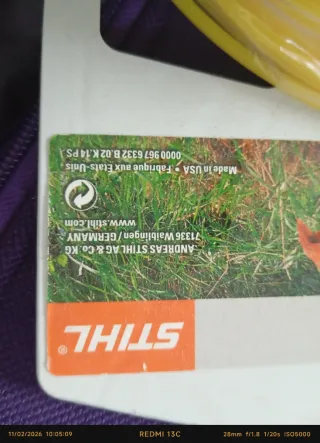 STIHL®
ANDREAS STIHL AG & Co KG
71336 Waiblingen / GERMANY
www.stihl.com
Made in USA • Fabriqué aux Etats-Unis
0000 967 6332 B.02.K.14 PS
11/02/2026 10:05:09 REDMI 13C 28mm f/1.8 1/20s ISO5000